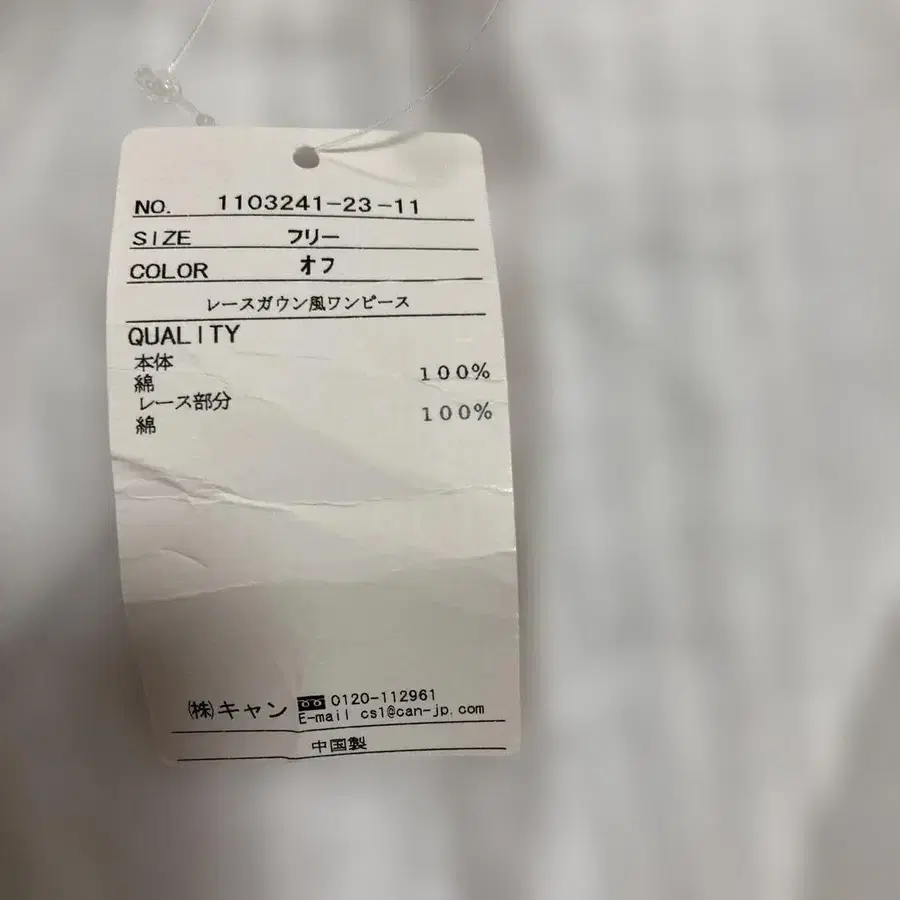 NO. 1103241-23-11
SIZE フリー
COLOR オフ
レースガウン風ワンピース
QUALITY
本体
綿 100%
レース部分
綿 100%
㈱キャン 0120-112961
E-mail cs1@can-jp.com
中国製